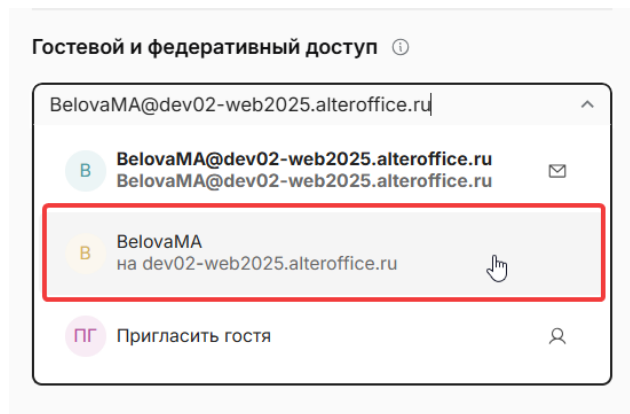 Гостевой и федеративный доступ
BelovaMA@dev02-web2025.alteroffice.ru
B
BelovaMA@dev02-web2025.alteroffice.ru
BelovaMA@dev02-web2025.alteroffice.ru
B
BelovaMA
на dev02-web2025.alteroffice.ru
ПГ
Пригласить гостя